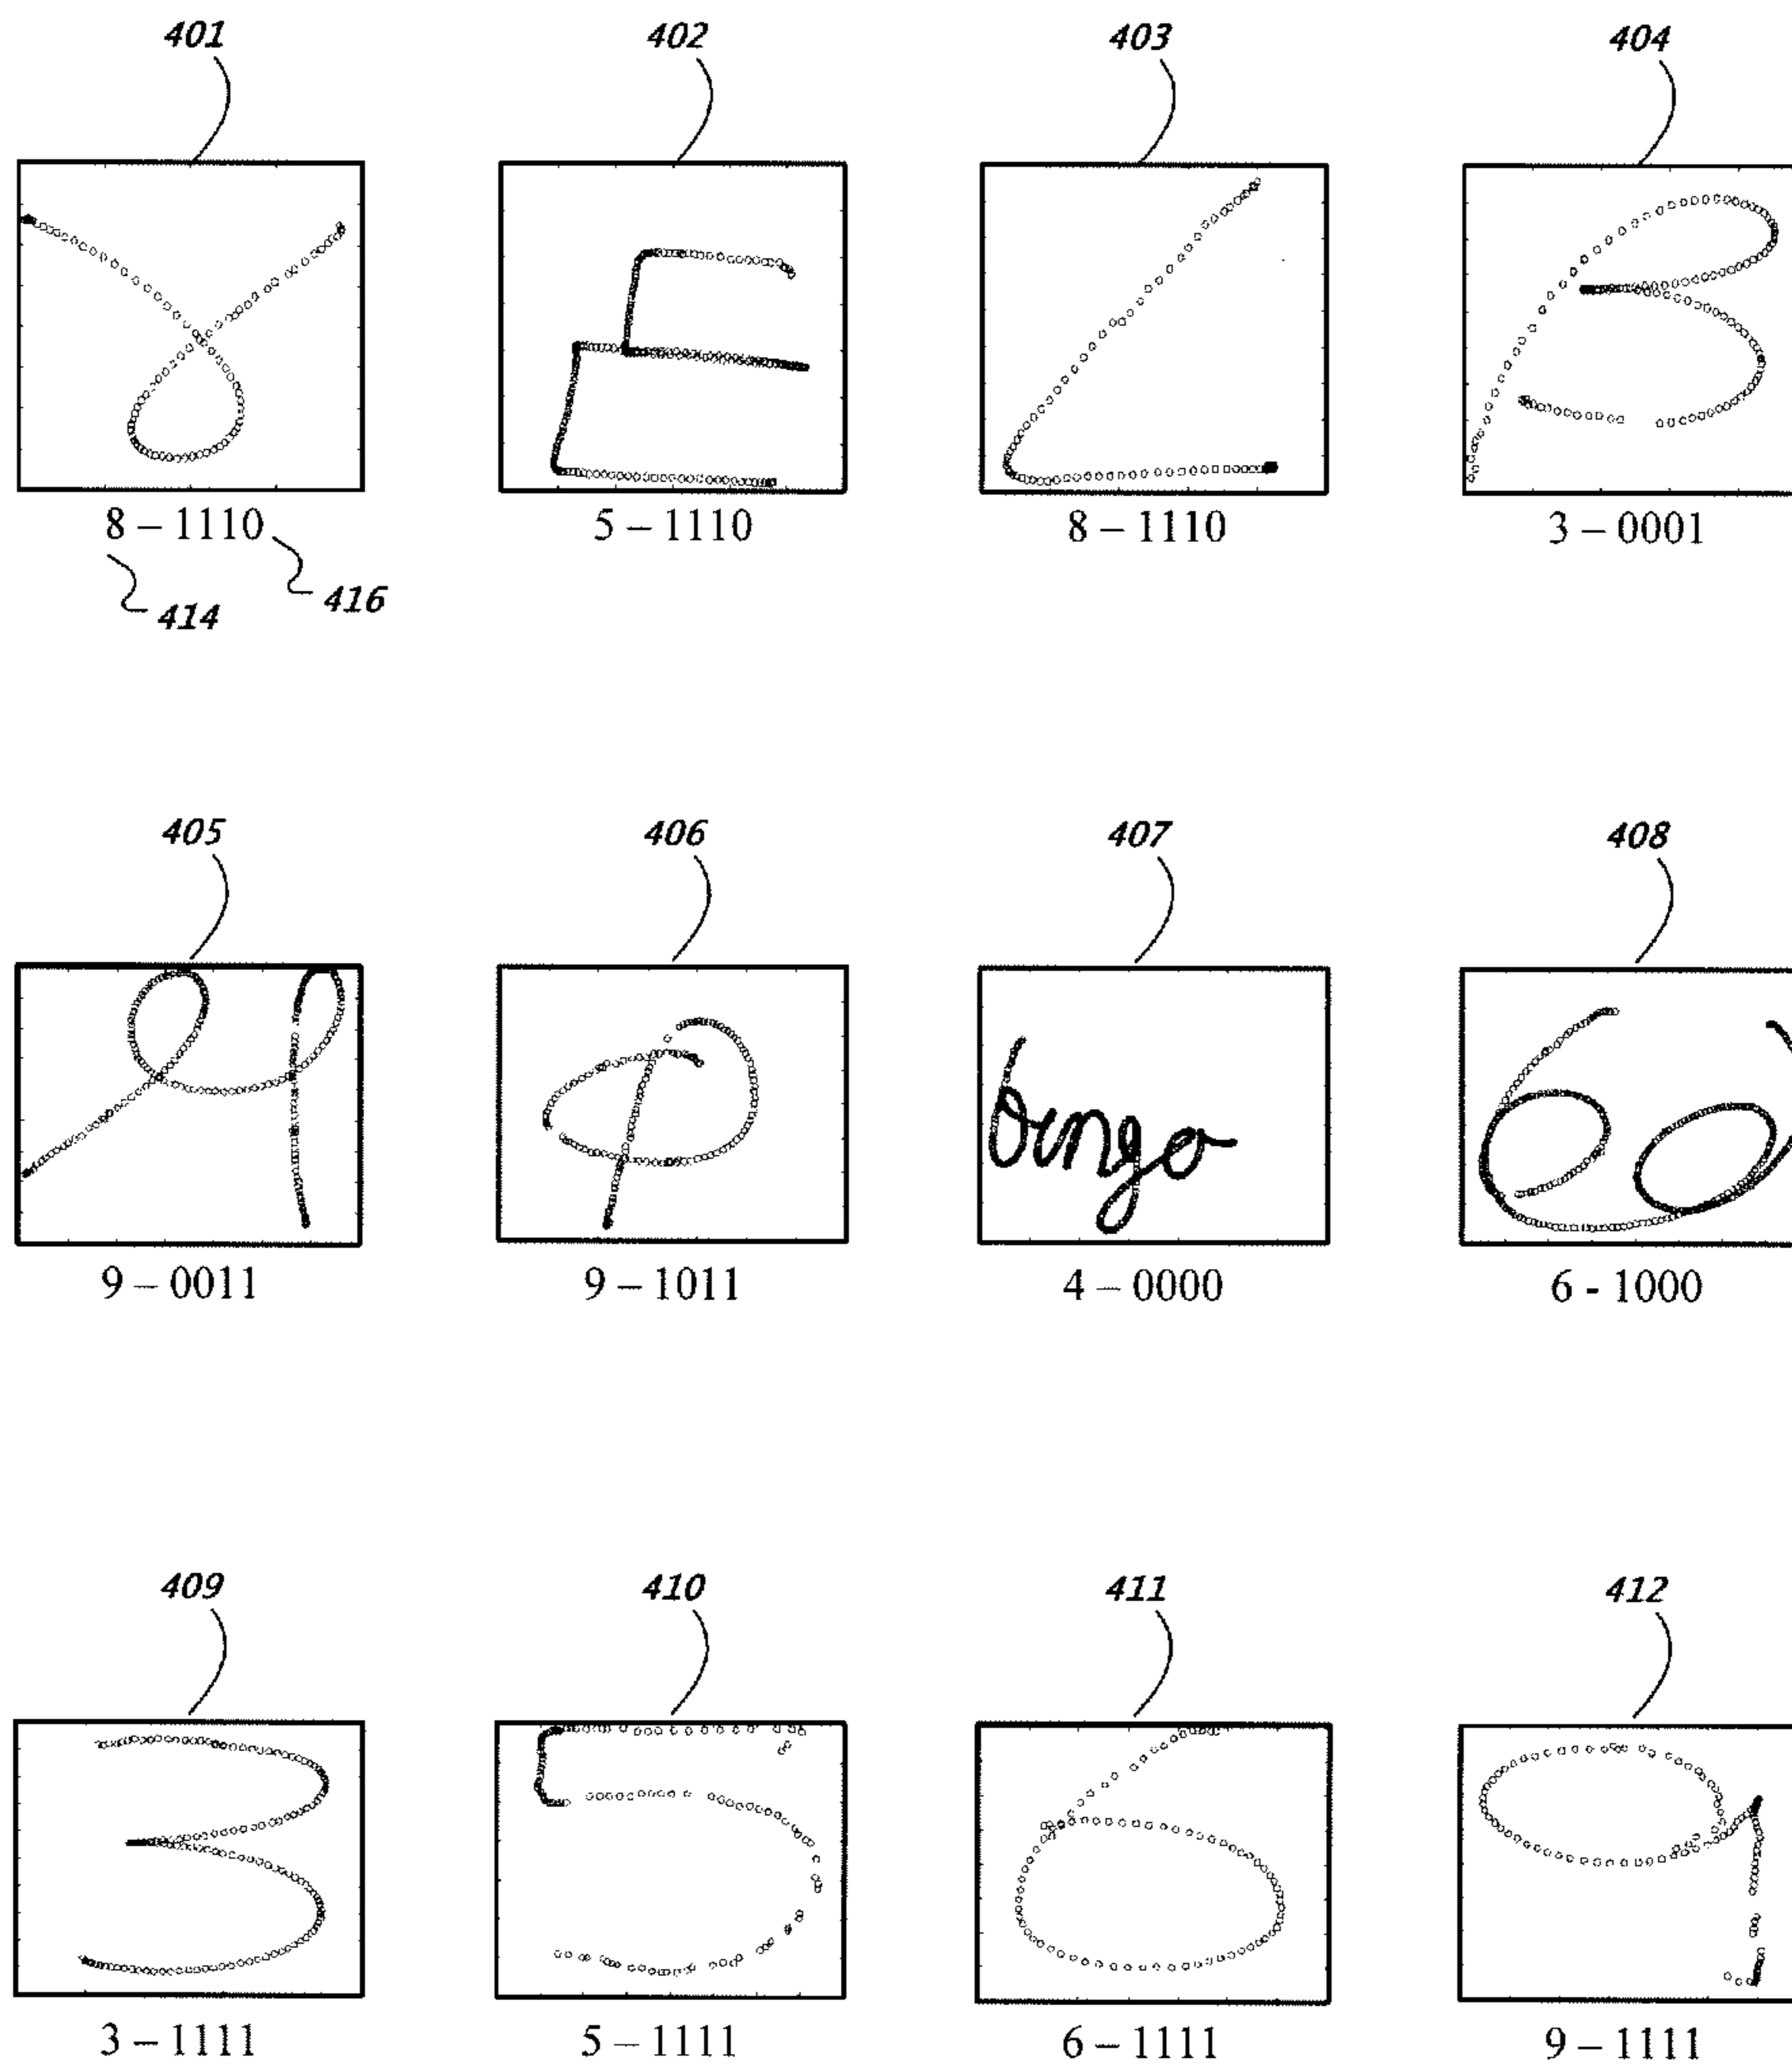 401 402 403 404
8 – 1110 5 – 1110 8 – 1110 3 – 0001
414 416
405 406 407 408
bingo
9 – 0011 9 – 1011 4 – 0000 6 - 1000
409 410 411 412
3 – 1111 5 – 1111 6 – 1111 9 – 1111